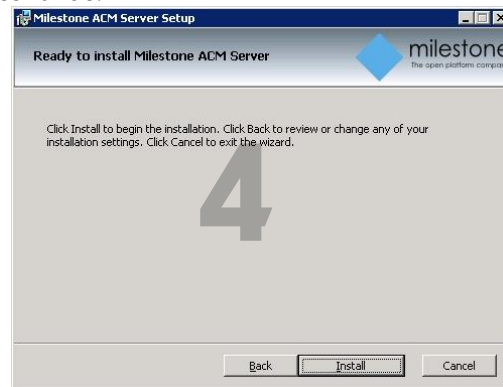 Milestone ACM Server Setup
Ready to install Milestone ACM Server
milestone
The open platform compan
Click Install to begin the installation. Click Back to review or change any of your
installation settings. Click Cancel to exit the wizard.
4
Back Install Cancel